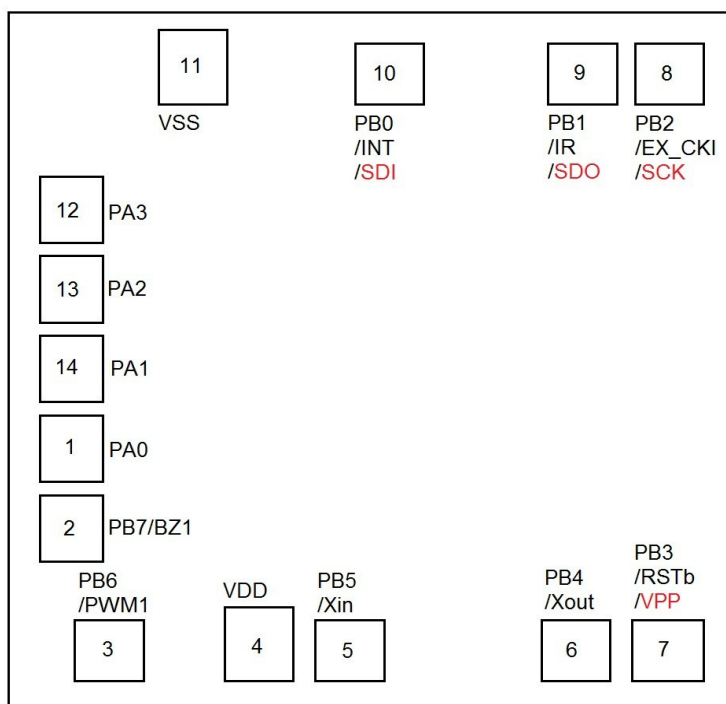 11
VSS
10
PB0
/INT
/SDI
9
PB1
/IR
/SDO
8
PB2
/EX_CKI
/SCK
12 PA3
13 PA2
14 PA1
1 PA0
2 PB7/BZ1
PB6
/PWM1
3
VDD
4
PB5
/Xin
5
PB4
/Xout
6
PB3
/RSTb
/VPP
7